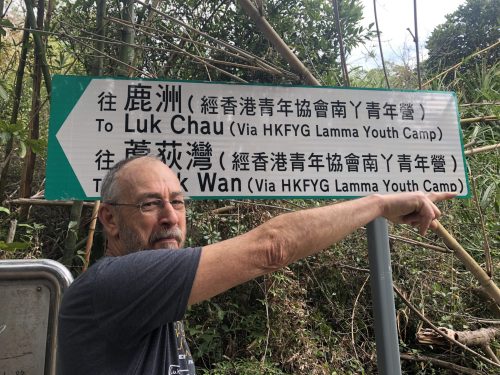 往鹿洲(經香港青年協會南丫青年營)
To Luk Chau (Via HKFYG Lamma Youth Camp)
往蘆荻灣(經香港青年協會南丫青年營)
T k Wan (Via HKFYG Lamma Youth Camp)